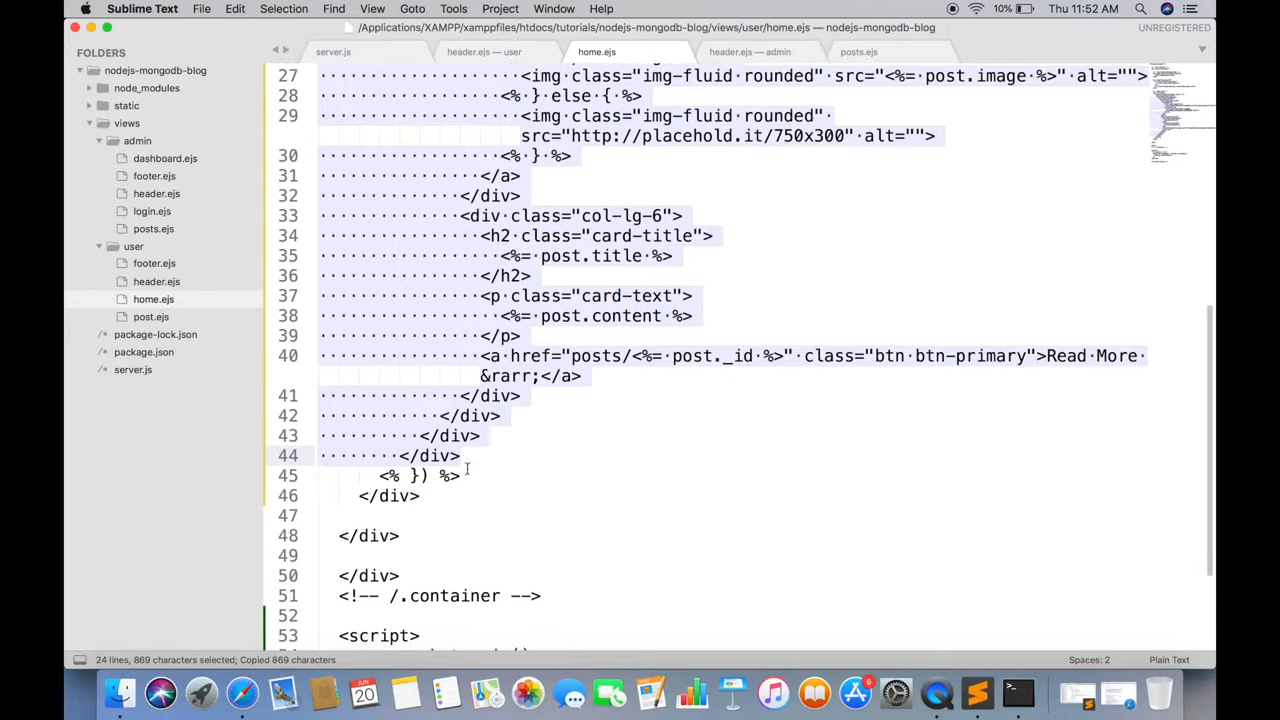 Sublime Text File Edit Selection Find View Goto Tools Project Window Help 10% Thu 11:52 AM
/Applications/XAMPP/xamppfiles/htdocs/tutorials/nodejs-mongodb-blog/views/user/home.ejs — nodejs-mongodb-blog UNREGISTERED
FOLDERS
nodejs-mongodb-blog
node_modules
static
views
admin
dashboard.ejs
footer.ejs
header.ejs
login.ejs
posts.ejs
user
footer.ejs
header.ejs
home.ejs
post.ejs
package-lock.json
package.json
server.js
server.js header.ejs — user home.ejs header.ejs — admin posts.ejs
27 <img class="img-fluid rounded" src="<%= post.image %>" alt="">
28 <% } else { %>
29 <img class="img-fluid rounded"
src="http://placehold.it/750x300" alt="">
30 <% } %>
31 </a>
32 </div>
33 <div class="col-lg-6">
34 <h2 class="card-title">
35 <%= post.title %>
36 </h2>
37 <p class="card-text">
38 <%= post.content %>
39 </p>
40 <a href="posts/<%= post._id %>" class="btn btn-primary">Read More
&rarr;</a>
41 </div>
42 </div>
43 </div>
44 </div>
45 <% }) %>
46 </div>
47
48 </div>
49
50 </div>
51 <!-- /.container -->
52
53 <script>
24 lines, 869 characters selected; Copied 869 characters Spaces: 2 Plain Text
JUN
20
6